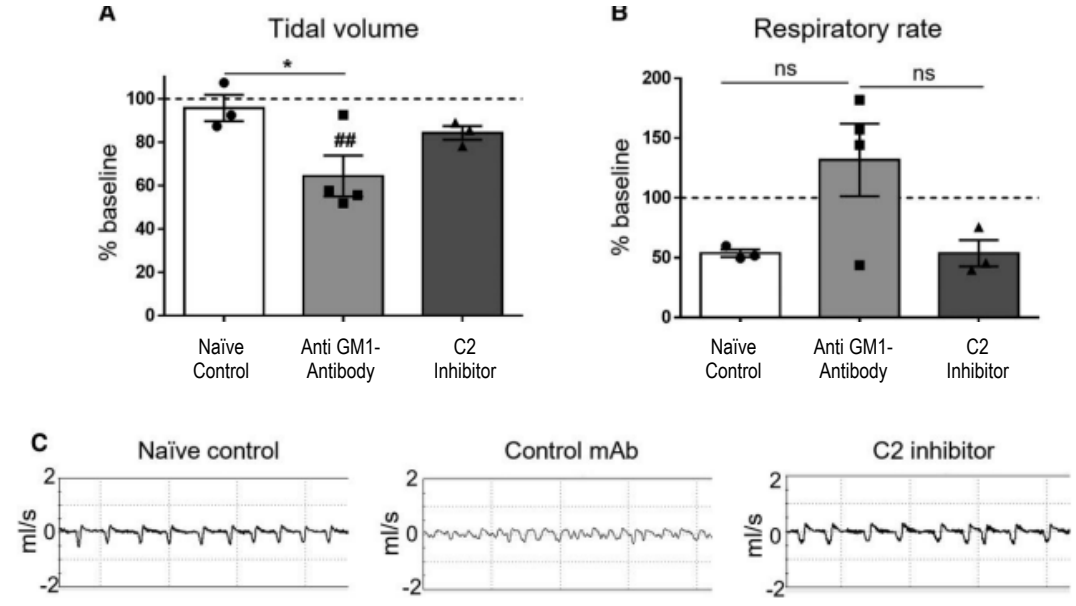 A
Tidal volume
*
##
100
80
60
40
20
0
% baseline
Naïve
Control
Anti GM1-
Antibody
C2
Inhibitor
B
Respiratory rate
ns
ns
200
150
100
50
0
% baseline
Naïve
Control
Anti GM1-
Antibody
C2
Inhibitor
C
Naïve control
2
0
-2
ml/s
Control mAb
2
0
-2
ml/s
C2 inhibitor
2
0
-2
ml/s